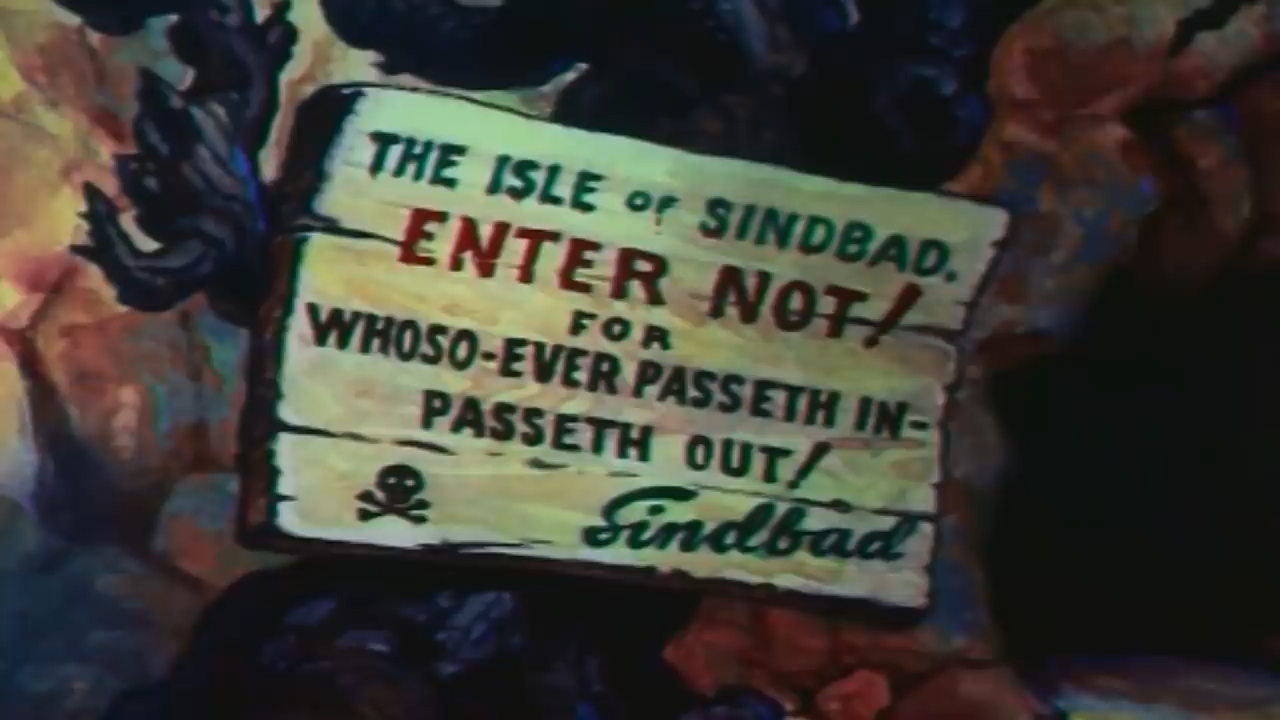 THE ISLE OF SINDBAD.
ENTER NOT!
FOR
WHOSO-EVER PASSETH IN-
PASSETH OUT!
Sindbad